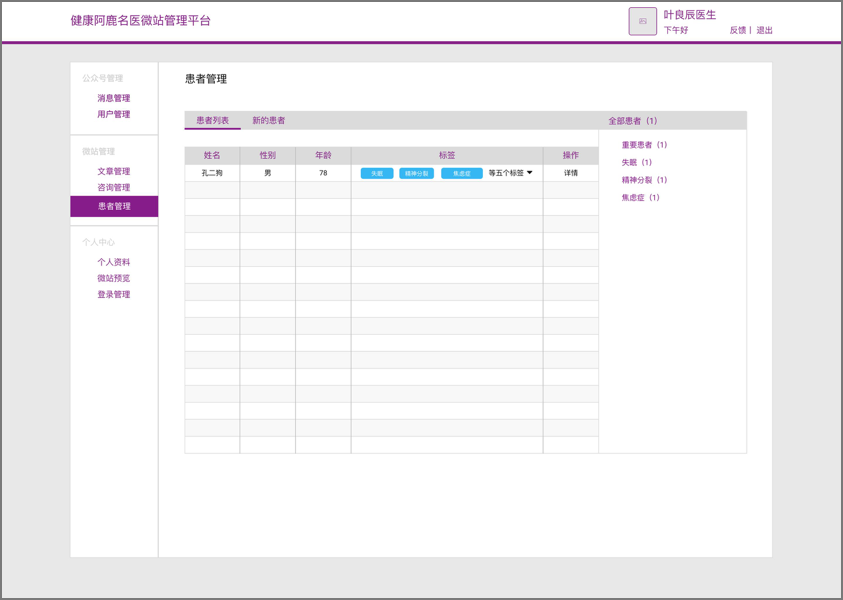 健康阿鹿名医微站管理平台
叶良辰医生
下午好
反馈 | 退出
公众号管理
消息管理
用户管理
微站管理
文章管理
咨询管理
患者管理
个人中心
个人资料
微站预览
登录管理
患者管理
患者列表 新的患者
姓名 性别 年龄 标签 操作
孔二狗 男 78 失眠 精神分裂 焦虑症 等五个标签 详情
全部患者（1）
重要患者（1）
失眠（1）
精神分裂（1）
焦虑症（1）